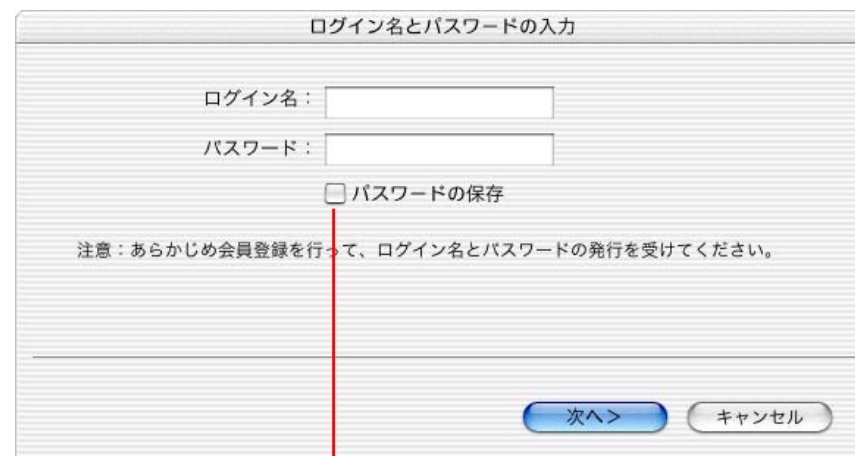 ログイン名とパスワードの入力
ログイン名：
パスワード：
パスワードの保存
注意：あらかじめ会員登録を行って、ログイン名とパスワードの発行を受けてください。
次へ＞ キャンセル